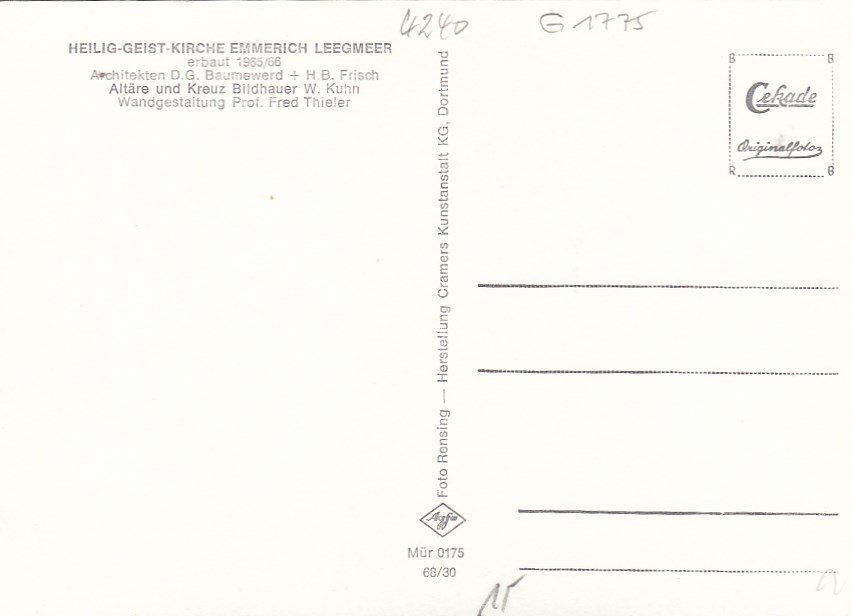 4240
G 1775
HEILIG-GEIST-KIRCHE EMMERICH LEEGMEER
erbaut 1965/66
Architekten D.G. Baumewerd + H.B. Frisch
Altäre und Kreuz Bildhauer W. Kuhn
Wandgestaltung Prof. Fred Thieler
Foto Rensing — Herstellung Cramers Kunstanstalt KG, Dortmund
Agfa
Mür 0175
68/30
B B
Cekade
Originalfoto
R B
15